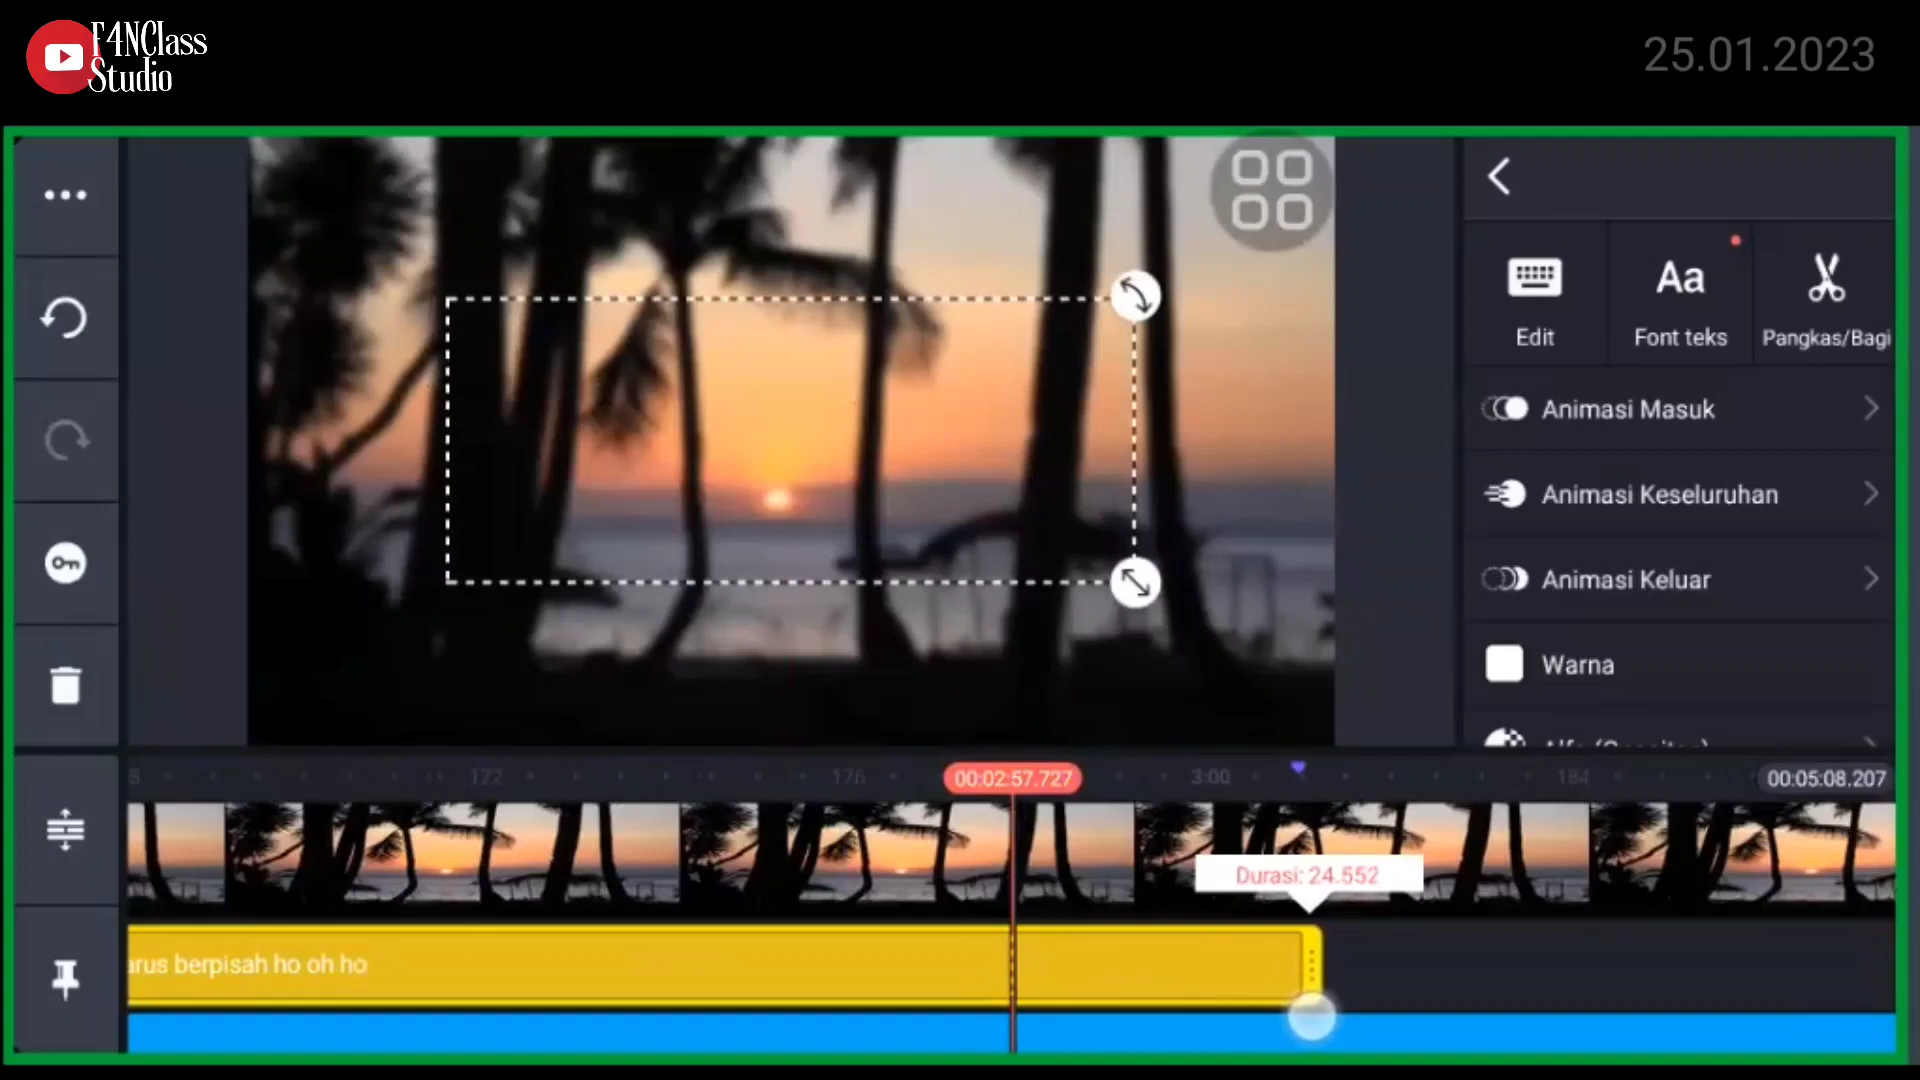 F4NClass
Studio
25.01.2023
Edit
Aa
Font teks
Pangkas/Bagi
Animasi Masuk
Animasi Keseluruhan
Animasi Keluar
Warna
172
176
00:02:57.727
3:00
184
00:05:08.207
Durasi: 24.552
arus berpisah ho oh ho